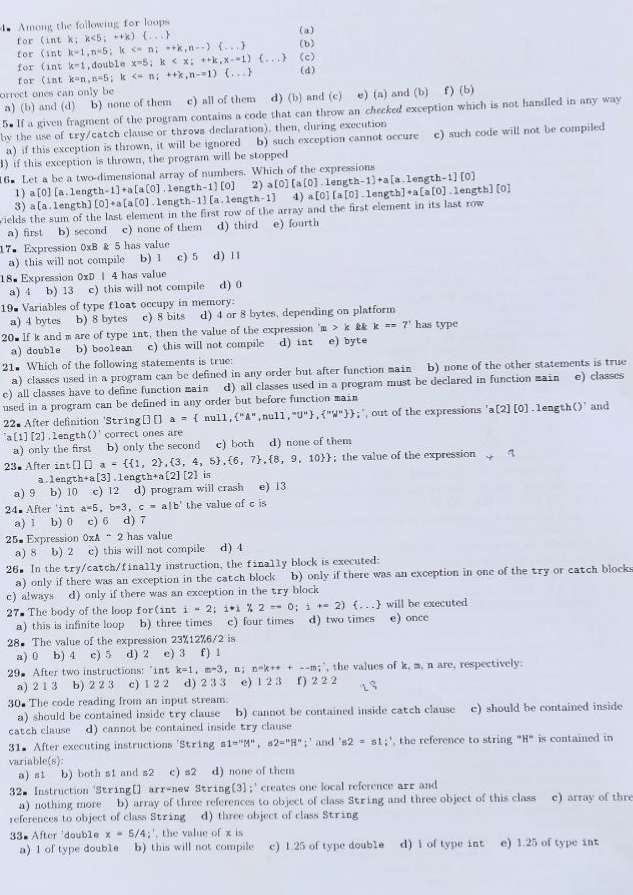 4. Among the following for loops
for (int k; k<5; ++k) {...} (a)
for (int k=1,n=5; k <= n; ++k,n--) {...} (b)
for (int k=1,double x=5; k < x; ++k,x-=1) {...} (c)
for (int k=n,n=5; k <= n; ++k,n-=1) {...} (d)
correct ones can only be
a) (b) and (d) b) none of them c) all of them d) (b) and (c) e) (a) and (b) f) (b)
5. If a given fragment of the program contains a code that can throw an checked exception which is not handled in any way
by the use of try/catch clause or throws declaration), then, during execution
a) if this exception is thrown, it will be ignored b) such exception cannot occure c) such code will not be compiled
d) if this exception is thrown, the program will be stopped
16. Let a be a two-dimensional array of numbers. Which of the expressions
1) a[0][a.length-1]+a[a[0].length-1][0] 2) a[0][a[0].length-1]+a[a.length-1][0]
3) a[a.length][0]+a[a[0].length-1][a.length-1] 4) a[0][a[0].length]+a[a[0].length][0]
yields the sum of the last element in the first row of the array and the first element in its last row
a) first b) second c) none of them d) third e) fourth
17. Expression 0xB & 5 has value
a) this will not compile b) 1 c) 5 d) 11
18. Expression 0xD | 4 has value
a) 4 b) 13 c) this will not compile d) 0
19. Variables of type float occupy in memory:
a) 4 bytes b) 8 bytes c) 8 bits d) 4 or 8 bytes, depending on platform
20. If k and m are of type int, then the value of the expression 'm > k && k == 7' has type
a) double b) boolean c) this will not compile d) int e) byte
21. Which of the following statements is true:
a) classes used in a program can be defined in any order but after function main b) none of the other statements is true
c) all classes have to define function main d) all classes used in a program must be declared in function main e) classes
used in a program can be defined in any order but before function main
22. After definition 'String[][] a = { null,{"A",null,"U"},{"W"}};', out of the expressions 'a[2][0].length()' and
'a[1][2].length()' correct ones are
a) only the first b) only the second c) both d) none of them
23. After int[][] a = {{1, 2},{3, 4, 5},{6, 7},{8, 9, 10}}; the value of the expression
a.length+a[3].length+a[2][2] is
a) 9 b) 10 c) 12 d) program will crash e) 13
24. After 'int a=5, b=3, c = a|b' the value of c is
a) 1 b) 0 c) 6 d) 7
25. Expression 0xA ^ 2 has value
a) 8 b) 2 c) this will not compile d) 4
26. In the try/catch/finally instruction, the finally block is executed:
a) only if there was an exception in the catch block b) only if there was an exception in one of the try or catch blocks
c) always d) only if there was an exception in the try block
27. The body of the loop for(int i = 2; i*i % 2 == 0; i += 2) {...} will be executed
a) this is infinite loop b) three times c) four times d) two times e) once
28. The value of the expression 23%12%6/2 is
a) 0 b) 4 c) 5 d) 2 e) 3 f) 1
29. After two instructions: 'int k=1, m=3, n; n=k++ + --m;', the values of k, m, n are, respectively:
a) 2 1 3 b) 2 2 3 c) 1 2 2 d) 2 3 3 e) 1 2 3 f) 2 2 2
30. The code reading from an input stream:
a) should be contained inside try clause b) cannot be contained inside catch clause c) should be contained inside
catch clause d) cannot be contained inside try clause
31. After executing instructions 'String s1="M", s2="H";' and 's2 = s1;', the reference to string "H" is contained in
variable(s):
a) s1 b) both s1 and s2 c) s2 d) none of them
32. Instruction 'String[] arr=new String[3];' creates one local reference arr and
a) nothing more b) array of three references to object of class String and three object of this class c) array of thre
references to object of class String d) three object of class String
33. After 'double x = 5/4;', the value of x is
a) 1 of type double b) this will not compile c) 1.25 of type double d) 1 of type int e) 1.25 of type int